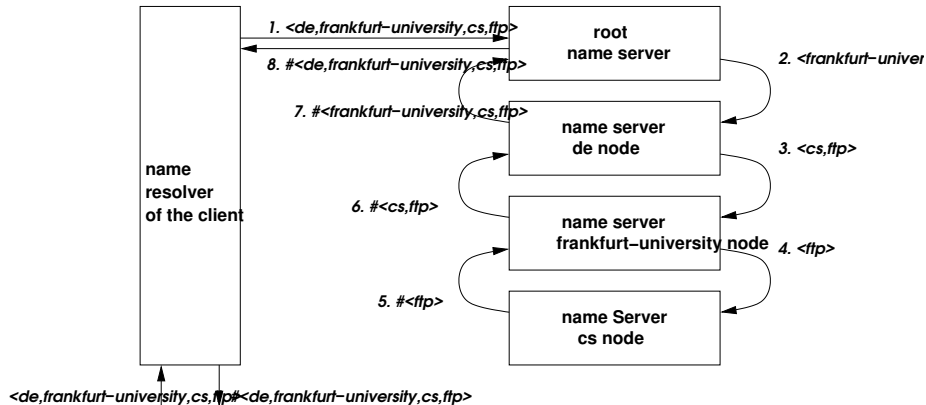 1. <de,frankfurt−university,cs,ftp>
root
name server
8. #<de,frankfurt−university,cs,ftp>
2. <frankfurt−univer
7. #<frankfurt−university,cs,ftp>
name server
de node
3. <cs,ftp>
name
resolver
of the client
6. #<cs,ftp>
name server
frankfurt−university node
4. <ftp>
5. #<ftp>
name Server
cs node
<de,frankfurt−university,cs,ftp>
#<de,frankfurt−university,cs,ftp>